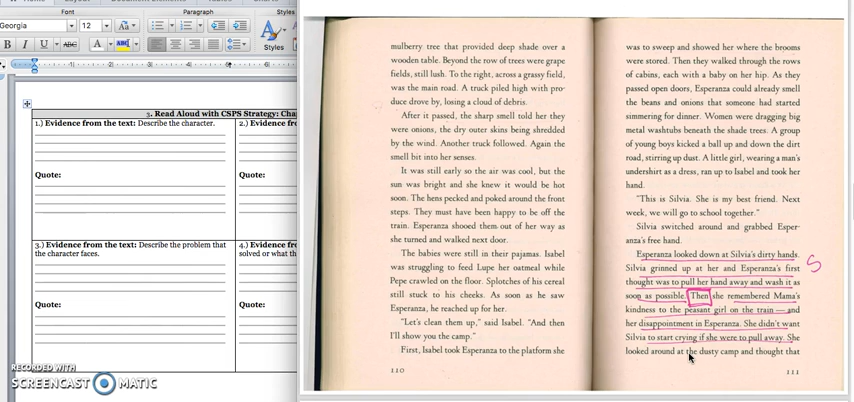 Font
Paragraph
Styles
Georgia
12
Aa
B I U ABC
A
ABC
Styles
3. Read Aloud with CSPS Strategy:
1.) Evidence from the text: Describe the character.
2.) Evidence
Quote:
Quote:
3.) Evidence from the text: Describe the problem that
the character faces.
4.)
solved or what
Quote:
Quote:
RECORDED WITH
SCREENCAST MATIC
mulberry tree that provided deep shade over a
wooden table. Beyond the row of trees were grape
fields, still lush. To the right, across a grassy field,
was the main road. A truck piled high with pro-
duce drove by, losing a cloud of debris.
After it passed, the sharp smell told her they
were onions, the dry outer skins being shredded
by the wind. Another truck followed. Again the
smell bit into her senses.
It was still early so the air was cool, but the
sun was bright and she knew it would be hot
soon. The hens pecked and poked around the front
steps. They must have been happy to be off the
train. Esperanza shooed them out of her way as
she turned and walked next door.
The babies were still in their pajamas. Isabel
was struggling to feed Lupe her oatmeal while
Pepe crawled on the floor. Splotches of his cereal
still stuck to his cheeks. As soon as he saw
Esperanza, he reached up for her.
"Let's clean them up," said Isabel. "And then
I'll show you the camp."
First, Isabel took Esperanza to the platform she
110
was to sweep and showed her where the brooms
were stored. Then they walked through the rows
of cabins, each with a baby on her hip. As they
passed open doors, Esperanza could already smell
the beans and onions that someone had started
simmering for dinner. Women were dragging big
metal washtubs beneath the shade trees. A group
of young boys kicked a ball up and down the dirt
road, stirring up dust. A little girl, wearing a man's
undershirt as a dress, ran up to Isabel and took her
hand.
"This is Silvia. She is my best friend. Next
week, we will go to school together."
Silvia switched around and grabbed Esper-
anza's free hand.
Esperanza looked down at Silvia's dirty hands.
Silvia grinned up at her and Esperanza's first
thought was to pull her hand away and wash it as
soon as possible. Then she remembered Mama's
kindness to the peasant girl on the train — and
her disappointment in Esperanza. She didn't want
Silvia to start crying if she were to pull away. She
looked around at the dusty camp and thought that
111
S